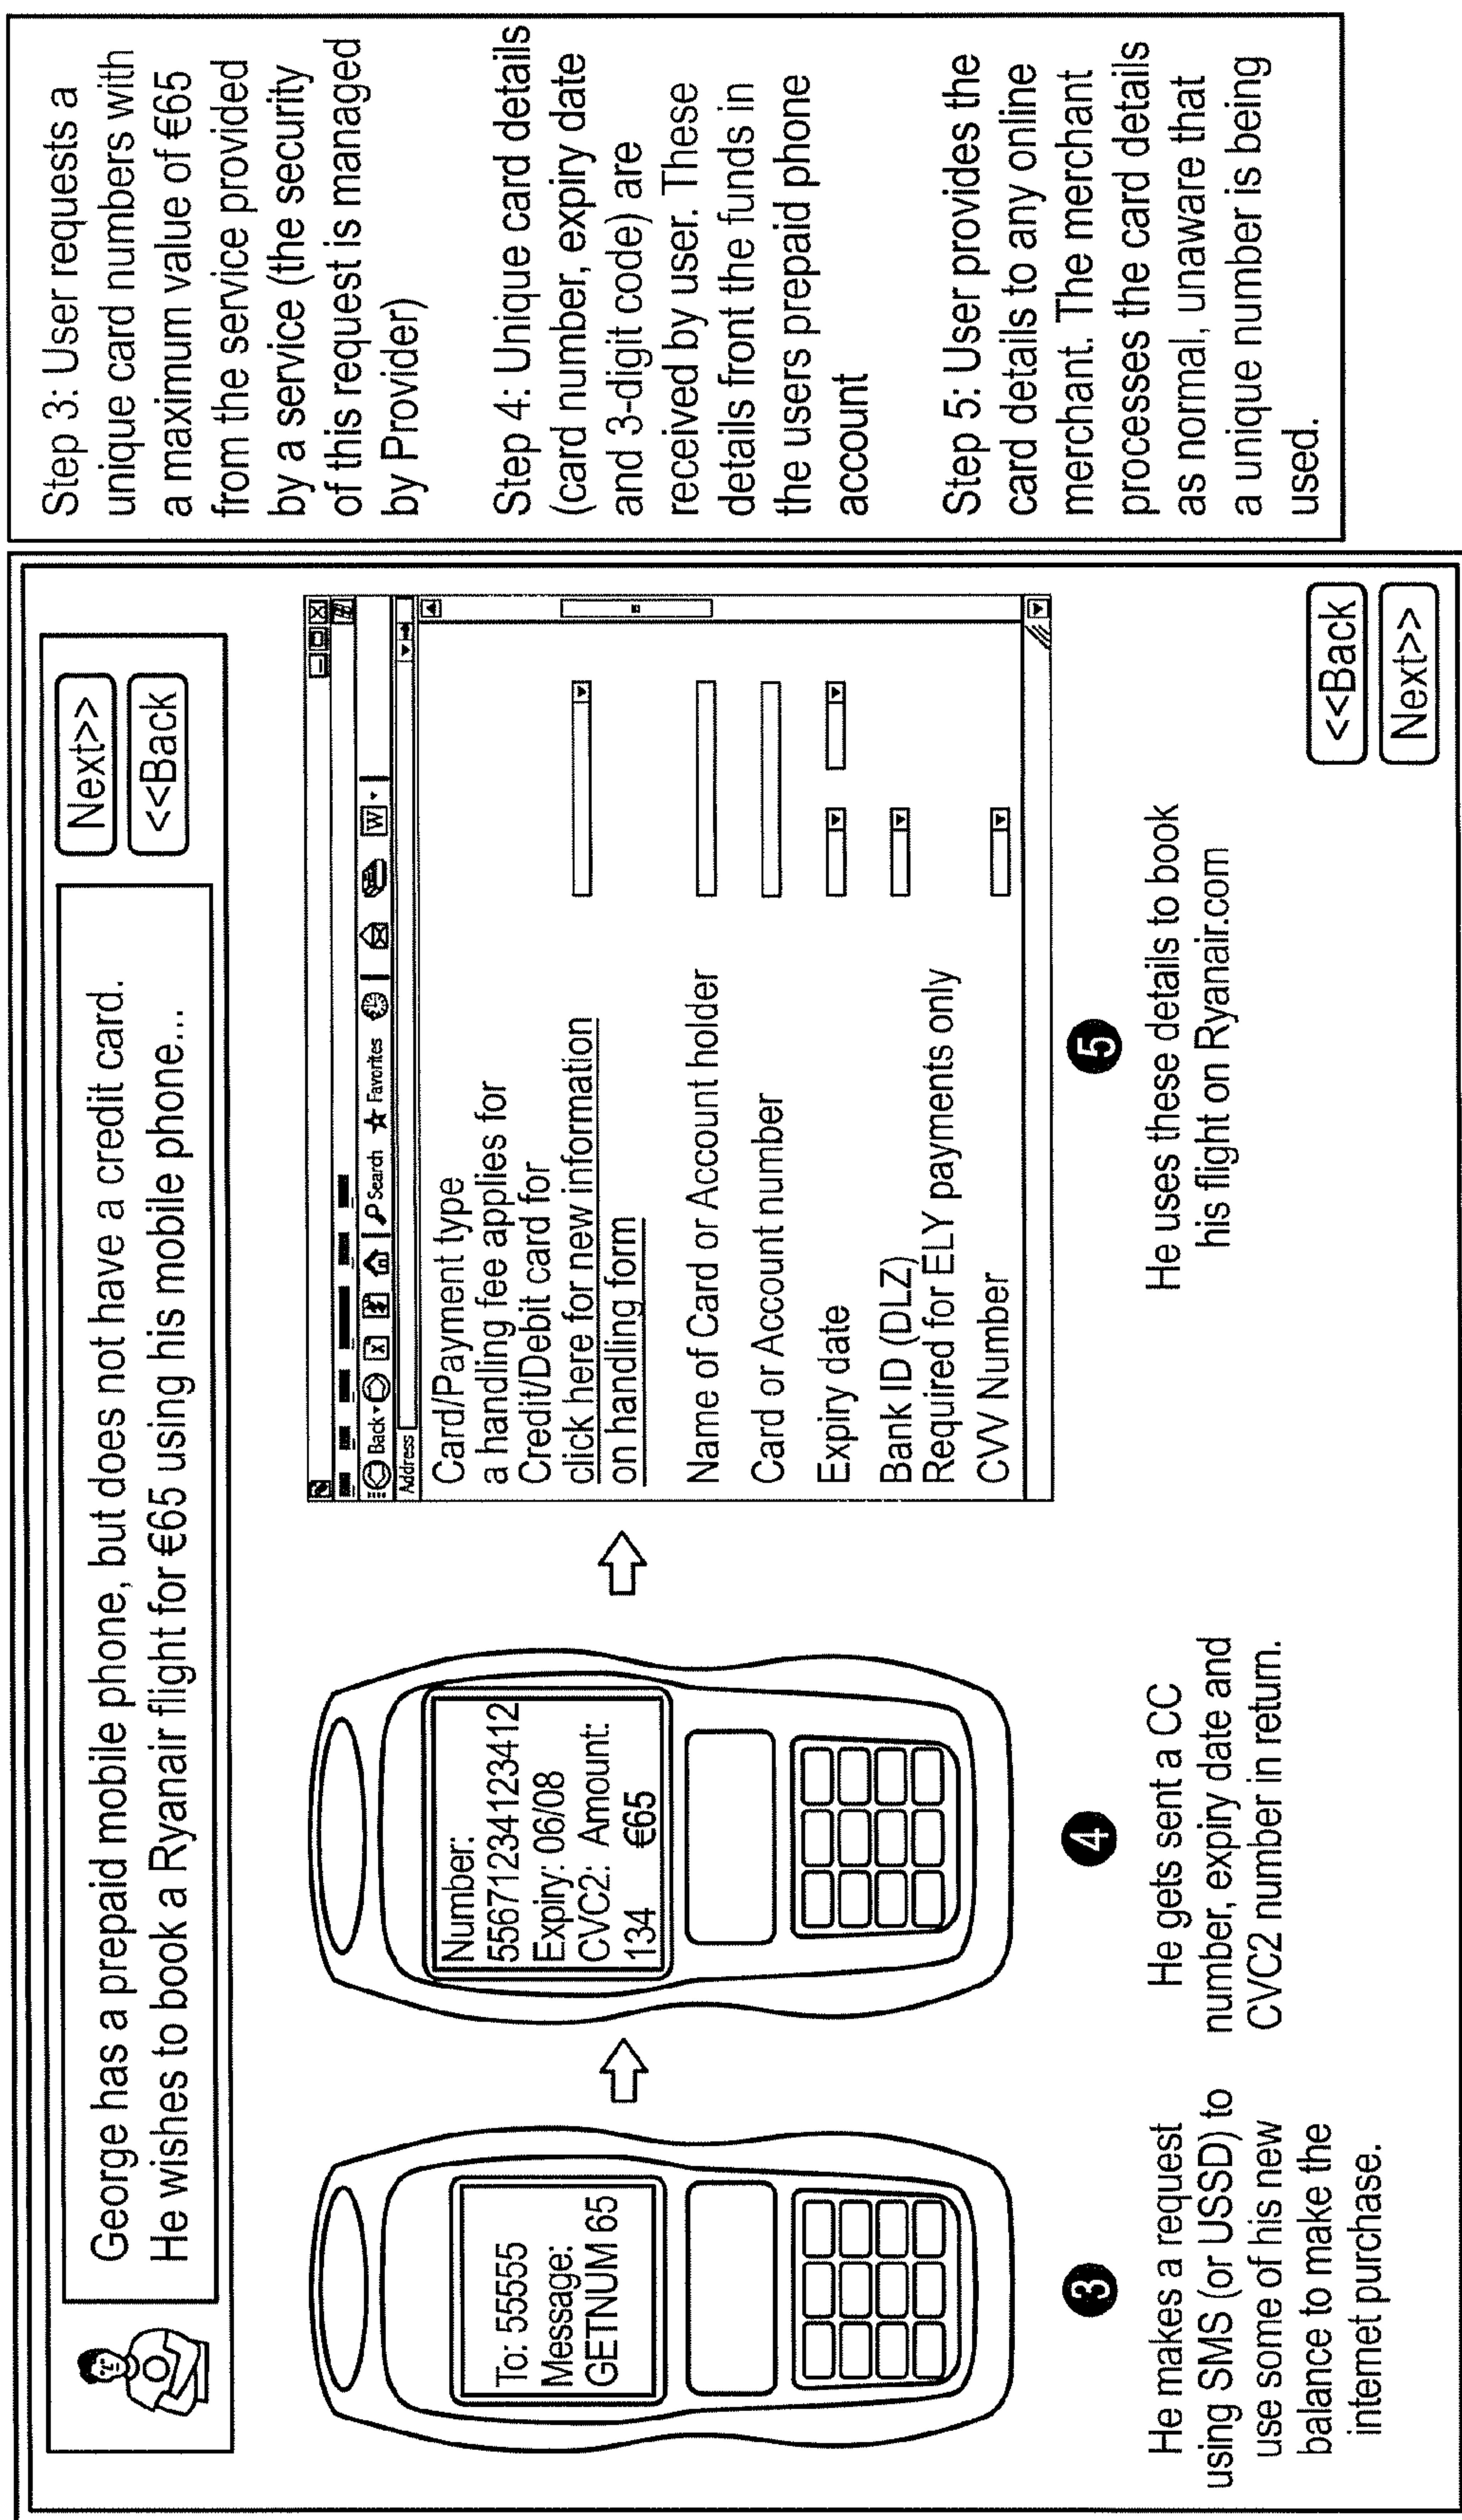 George has a prepaid mobile phone, but does not have a credit card.
He wishes to book a Ryanair flight for €65 using his mobile phone...
Next>>
<<Back
To: 55555
Message:
GETNUM 65
Number:
5567123412341234​12
Expiry: 06/08
CVC2: Amount:
134 €65
Back
Search
Favorites
W
Address
Card/Payment type
a handling fee applies for
Credit/Debit card for
click here for new information
on handling form
Name of Card or Account holder
Card or Account number
Expiry date
Bank ID (DLZ)
Required for ELY payments only
CVV Number
3
He makes a request
using SMS (or USSD) to
use some of his new
balance to make the
internet purchase.
4
He gets sent a CC
number, expiry date and
CVC2 number in return.
5
He uses these details to book
his flight on Ryanair.com
<<Back
Next>>
Step 3: User requests a
unique card numbers with
a maximum value of €65
from the service provided
by a service (the security
of this request is managed
by Provider)
Step 4: Unique card details
(card number, expiry date
and 3-digit code) are
received by user. These
details front the funds in
the users prepaid phone
account
Step 5: User provides the
card details to any online
merchant. The merchant
processes the card details
as normal, unaware that
a unique number is being
used.